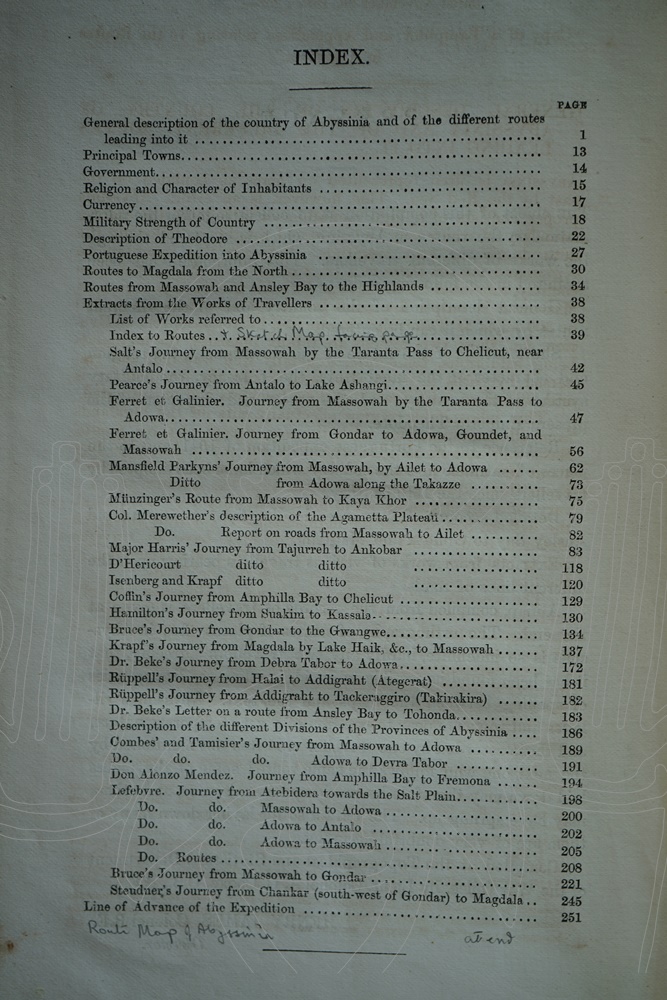 INDEX.
PAGE
General description of the country of Abyssinia and of the different routes
leading into it 1
Principal Towns 13
Government 14
Religion and Character of Inhabitants 15
Currency 17
Military Strength of Country 18
Description of Theodore 22
Portuguese Expedition into Abyssinia 27
Routes to Magdala from the North 30
Routes from Massowah and Ansley Bay to the Highlands 34
Extracts from the Works of Travellers 38
List of Works referred to 38
Index to Routes & Sketch Map 39
Salt's Journey from Massowah by the Taranta Pass to Chelicut, near
Antalo 42
Pearce's Journey from Antalo to Lake Ashangi 45
Ferret et Galinier. Journey from Massowah by the Taranta Pass to
Adowa 47
Ferret et Galinier. Journey from Gondar to Adowa, Goundet, and
Massowah 56
Mansfield Parkyns' Journey from Massowah, by Ailet to Adowa 62
Ditto from Adowa along the Takazze 73
Münzinger's Route from Massowah to Kaya Khor 75
Col. Merewether's description of the Agametta Plateau 79
Do. Report on roads from Massowah to Ailet 82
Major Harris' Journey from Tajurreh to Ankobar 83
D'Hericourt ditto ditto 118
Isenberg and Krapf ditto ditto 120
Coffin's Journey from Amphilla Bay to Chelicut 129
Hamilton's Journey from Suakim to Kassala 130
Bruce's Journey from Gondar to the Gwangwe 134
Krapf's Journey from Magdala by Lake Haik, &c., to Massowah 137
Dr. Beke's Journey from Debra Tabor to Adowa 172
Rüppell's Journey from Halai to Addigraht (Ategerat) 181
Rüppell's Journey from Addigraht to Tackeraggiro (Takirakira) 182
Dr. Beke's Letter on a route from Ansley Bay to Tohonda 183
Description of the different Divisions of the Provinces of Abyssinia 186
Combes' and Tamisier's Journey from Massowah to Adowa 189
Do. do. do. Adowa to Devra Tabor 191
Don Alonzo Mendez. Journey from Amphilla Bay to Fremona 194
Lefebvre. Journey from Atebidera towards the Salt Plain 198
Do. do. Massowah to Adowa 200
Do. do. Adowa to Antalo 202
Do. do. Adowa to Massowah 205
Do. Routes 208
Bruce's Journey from Massowah to Gondar 221
Steudner's Journey from Chankar (south-west of Gondar) to Magdala 245
Line of Advance of the Expedition 251
Route Map of Abyssinia at end